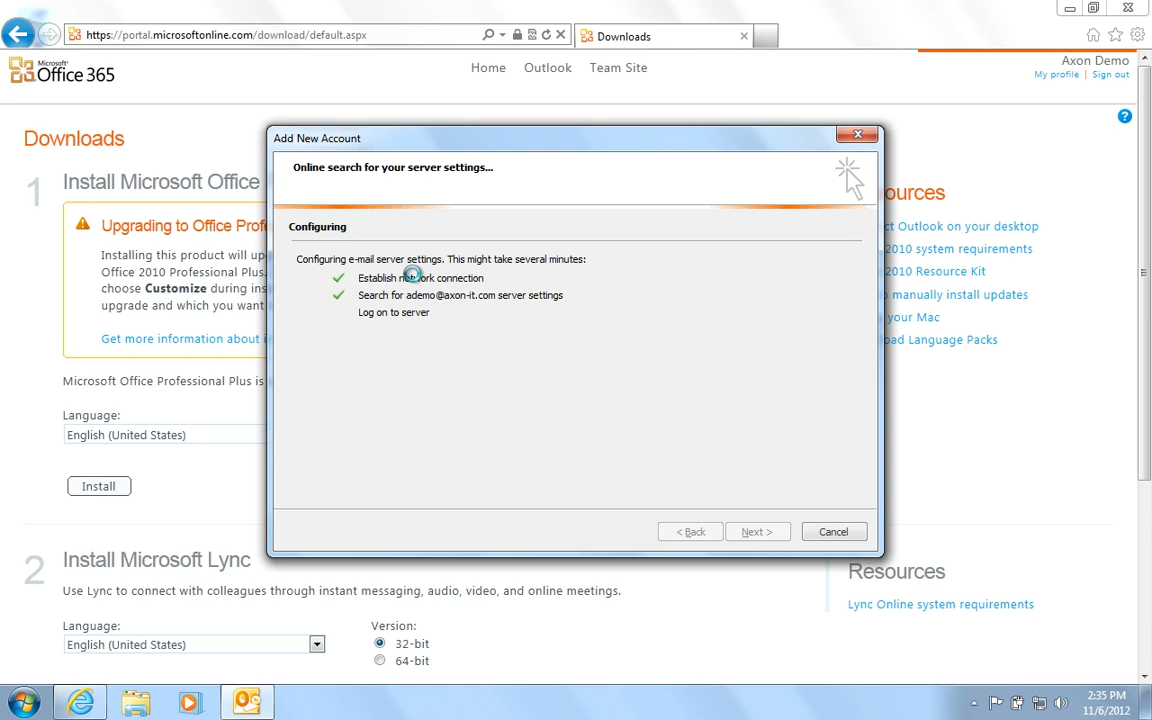 https://portal.microsoftonline.com/download/default.aspx
Downloads
Microsoft®
Office 365
Home Outlook Team Site
Axon Demo
My profile | Sign out
Downloads
1
Install Microsoft Office
Upgrading to Office Prof
Installing this product will up
Office 2010 Professional Plus.
choose Customize during ins
upgrade and which you want
Get more information about i
Microsoft Office Professional Plus is
Language:
English (United States)
Install
ources
ct Outlook on your desktop
2010 system requirements
2010 Resource Kit
manually install updates
your Mac
oad Language Packs
Add New Account
Online search for your server settings...
Configuring
Configuring e-mail server settings. This might take several minutes:
Establish network connection
Search for ademo@axon-it.com server settings
Log on to server
< Back
Next >
Cancel
2
Install Microsoft Lync
Use Lync to connect with colleagues through instant messaging, audio, video, and online meetings.
Language:
English (United States)
Version:
32-bit
64-bit
Resources
Lync Online system requirements
2:35 PM
11/6/2012